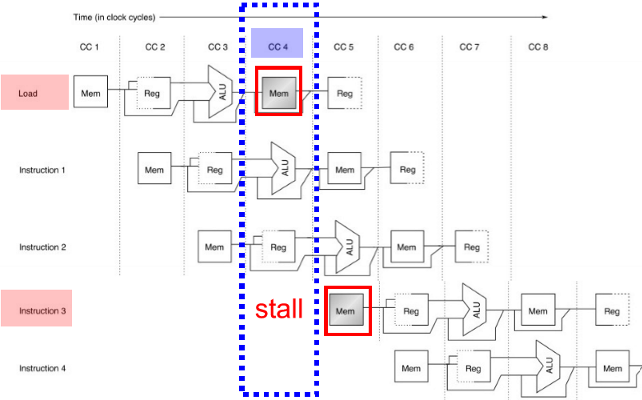 Time (in clock cycles)
CC 1 CC 2 CC 3 CC 4 CC 5 CC 6 CC 7 CC 8
Load Mem Reg ALU Mem Reg
Instruction 1 Mem Reg ALU Mem Reg
Instruction 2 Mem Reg ALU Mem Reg
Instruction 3 stall Mem Reg ALU Mem Reg
Instruction 4 Mem Reg ALU Mem